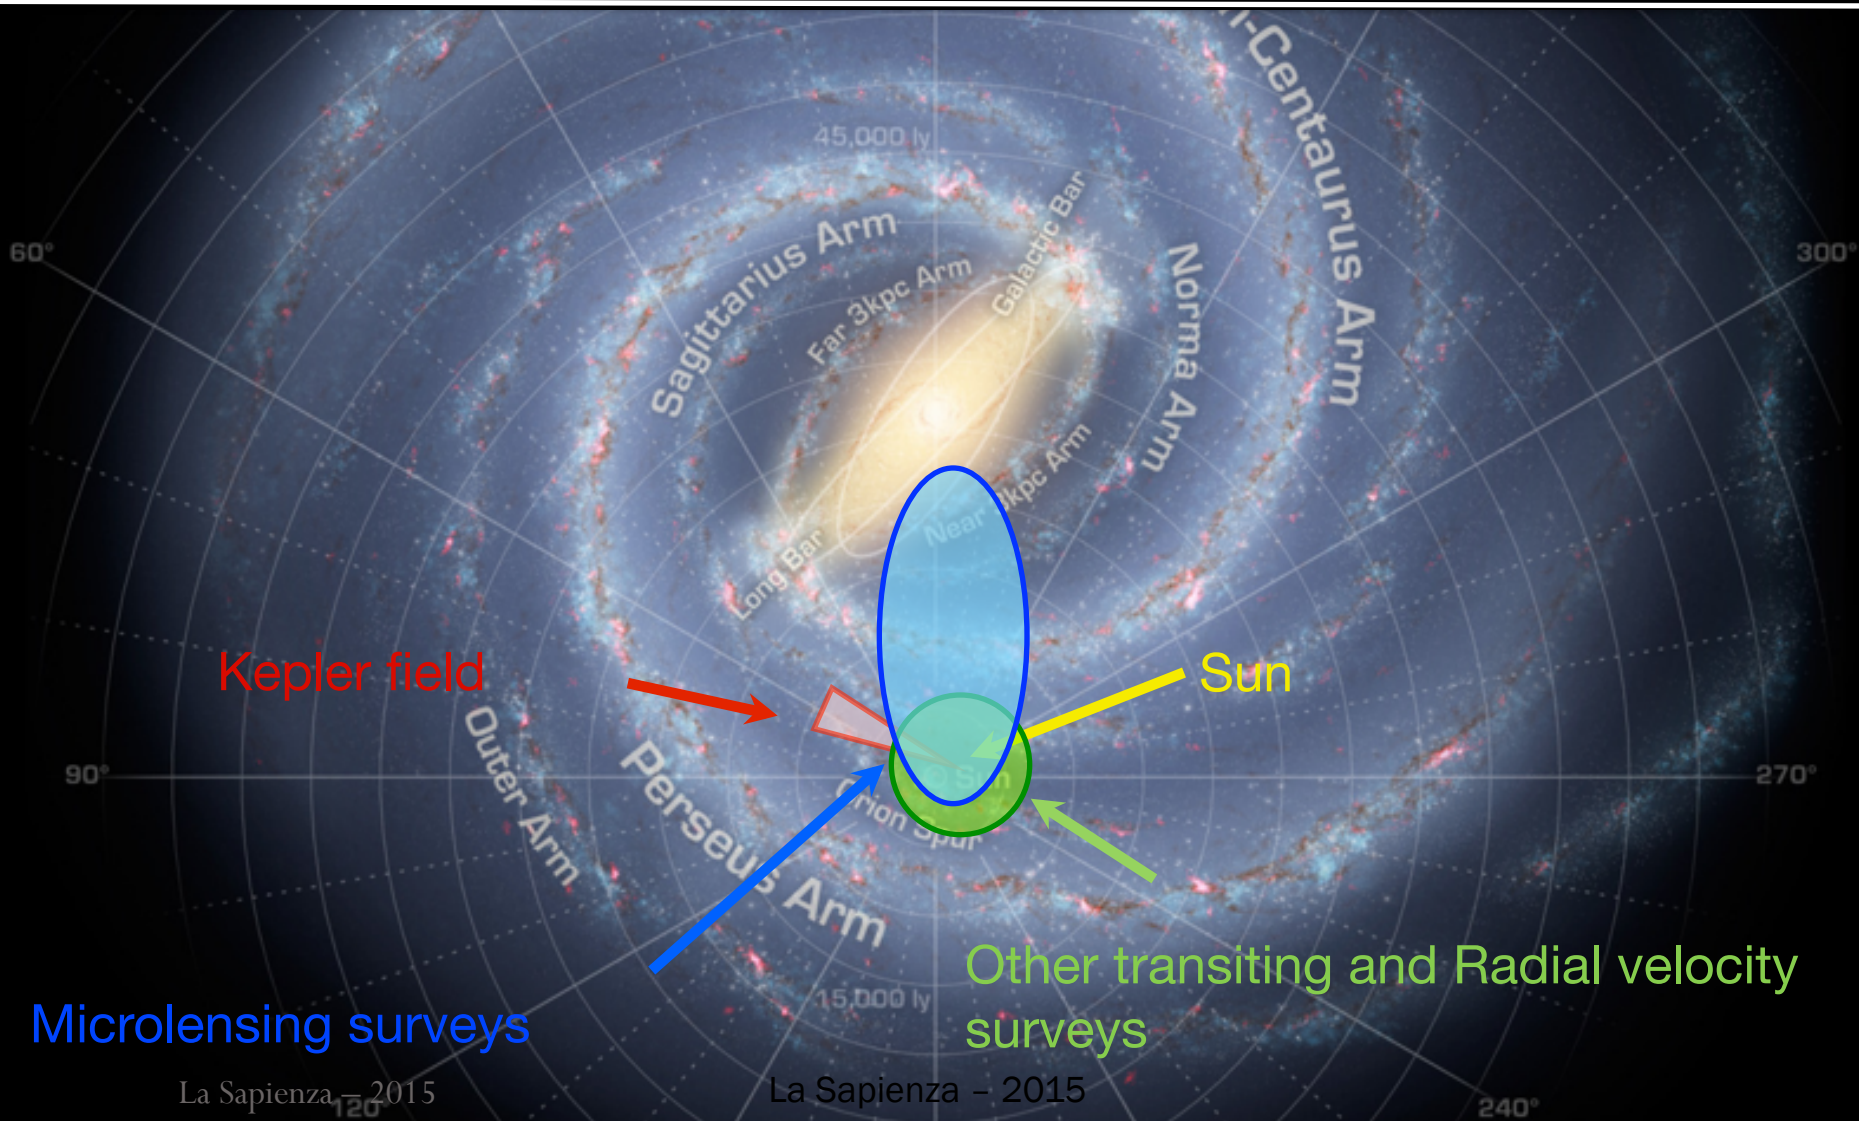 n-Centaurus Arm
45,000 ly
Galactic Bar
Sagittarius Arm
60°
300°
Far 3kpc Arm
Norma Arm
Near 3kpc Arm
Long Bar
Kepler field
Sun
Outer Arm
Perseus Arm
90°
Sun
270°
Orion Spur
Other transiting and Radial velocity
surveys
15,000 ly
Microlensing surveys
La Sapienza – 2015
La Sapienza – 2015
120°
240°